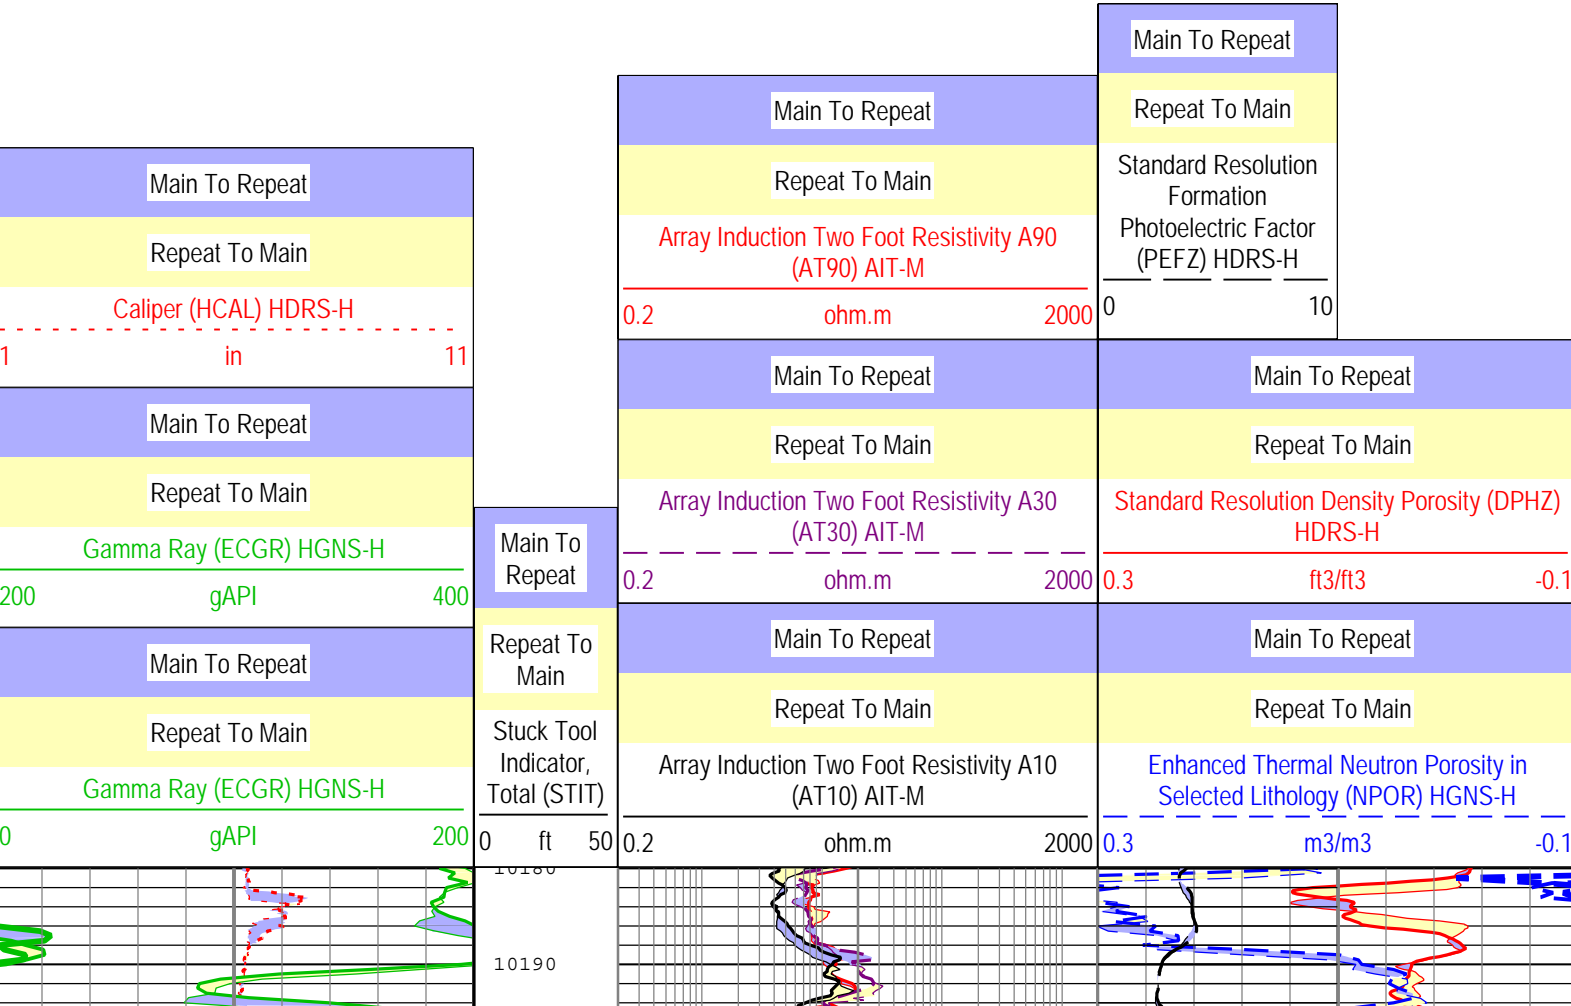 Main To Repeat
Repeat To Main
Caliper (HCAL) HDRS-H
1 in 11
Main To Repeat
Repeat To Main
Gamma Ray (ECGR) HGNS-H
200 gAPI 400
Main To Repeat
Repeat To Main
Gamma Ray (ECGR) HGNS-H
0 gAPI 200
Main To
Repeat
Repeat To
Main
Stuck Tool
Indicator,
Total (STIT)
0 ft 50
Main To Repeat
Repeat To Main
Array Induction Two Foot Resistivity A90
(AT90) AIT-M
0.2 ohm.m 2000
Main To Repeat
Repeat To Main
Array Induction Two Foot Resistivity A30
(AT30) AIT-M
0.2 ohm.m 2000
Main To Repeat
Repeat To Main
Array Induction Two Foot Resistivity A10
(AT10) AIT-M
0.2 ohm.m 2000
Main To Repeat
Repeat To Main
Standard Resolution
Formation
Photoelectric Factor
(PEFZ) HDRS-H
0 10
Main To Repeat
Repeat To Main
Standard Resolution Density Porosity (DPHZ)
HDRS-H
0.3 ft3/ft3 -0.1
Main To Repeat
Repeat To Main
Enhanced Thermal Neutron Porosity in
Selected Lithology (NPOR) HGNS-H
0.3 m3/m3 -0.1
10180
10190